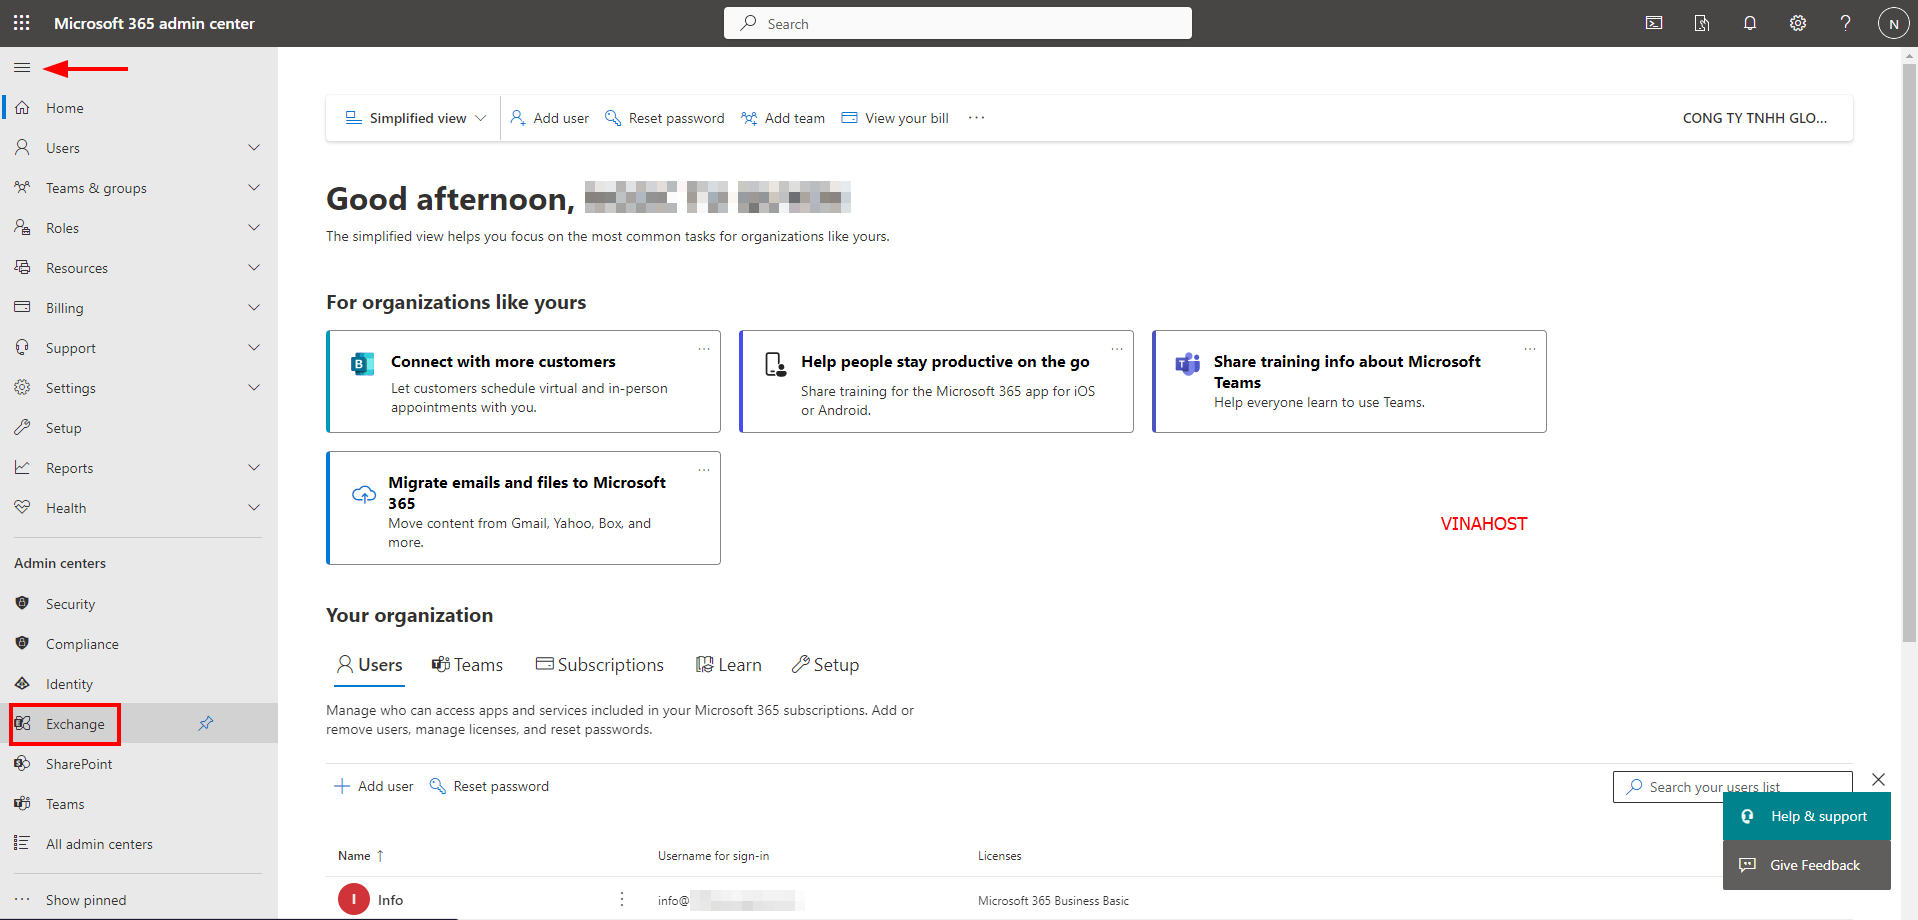 Microsoft 365 admin center
Search
N
Home
Users
Teams & groups
Roles
Resources
Billing
Support
Settings
Setup
Reports
Health
Admin centers
Security
Compliance
Identity
Exchange
SharePoint
Teams
All admin centers
Show pinned
Simplified view
Add user
Reset password
Add team
View your bill
CONG TY TNHH GLO...
Good afternoon,
The simplified view helps you focus on the most common tasks for organizations like yours.
For organizations like yours
Connect with more customers
Let customers schedule virtual and in-person
appointments with you.
Help people stay productive on the go
Share training for the Microsoft 365 app for iOS
or Android.
Share training info about Microsoft
Teams
Help everyone learn to use Teams.
Migrate emails and files to Microsoft
365
Move content from Gmail, Yahoo, Box, and
more.
VINAHOST
Your organization
Users
Teams
Subscriptions
Learn
Setup
Manage who can access apps and services included in your Microsoft 365 subscriptions. Add or
remove users, manage licenses, and reset passwords.
Add user
Reset password
Search your users list
Help & support
Give Feedback
Name ↑
Username for sign-in
Licenses
I
Info
info@
Microsoft 365 Business Basic